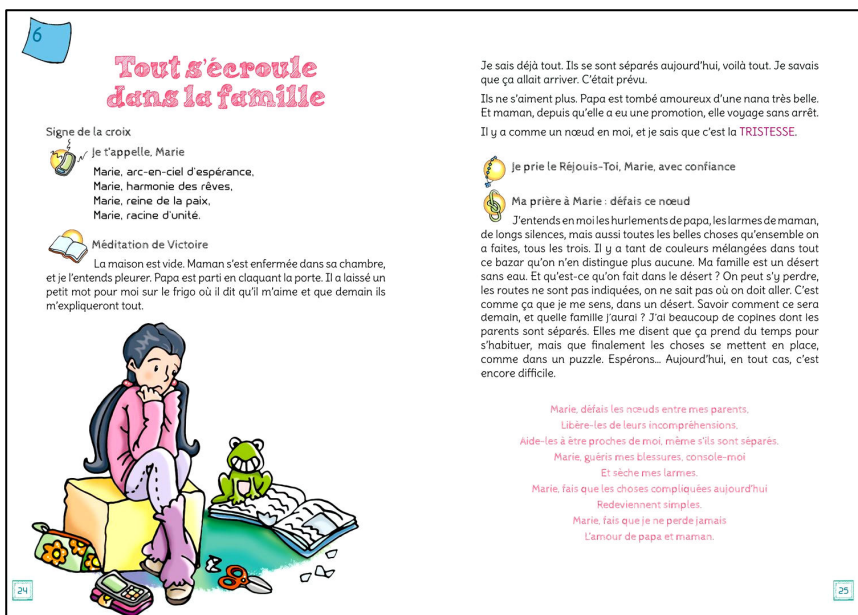 6
Tout s'écroule
dans la famille
Signe de la croix
Je t'appelle, Marie
Marie, arc-en-ciel d'espérance,
Marie, harmonie des rêves,
Marie, reine de la paix,
Marie, racine d'unité.
Méditation de Victoire
La maison est vide. Maman s'est enfermée dans sa chambre,
et je l'entends pleurer. Papa est parti en claquant la porte. Il a laissé un
petit mot pour moi sur le frigo où il dit qu'il m'aime et que demain ils
m'expliqueront tout.
24
Je sais déjà tout. Ils se sont séparés aujourd'hui, voilà tout. Je savais
que ça allait arriver. C'était prévu.
Ils ne s'aiment plus. Papa est tombé amoureux d'une nana très belle.
Et maman, depuis qu'elle a eu une promotion, elle voyage sans arrêt.
Il y a comme un nœud en moi, et je sais que c'est la TRISTESSE.
Je prie le Réjouis-Toi, Marie, avec confiance
Ma prière à Marie : défais ce nœud
J'entends en moi les hurlements de papa, les larmes de maman,
de longs silences, mais aussi toutes les belles choses qu'ensemble on
a faites, tous les trois. Il y a tant de couleurs mélangées dans tout
ce bazar qu'on n'en distingue plus aucune. Ma famille est un désert
sans eau. Et qu'est-ce qu'on fait dans le désert ? On peut s'y perdre,
les routes ne sont pas indiquées, on ne sait pas où on doit aller. C'est
comme ça que je me sens, dans un désert. Savoir comment ce sera
demain, et quelle famille j'aurai ? J'ai beaucoup de copines dont les
parents sont séparés. Elles me disent que ça prend du temps pour
s'habituer, mais que finalement les choses se mettent en place,
comme dans un puzzle. Espérons… Aujourd'hui, en tout cas, c'est
encore difficile.
Marie, défais les nœuds entre mes parents,
Libère-les de leurs incompréhensions,
Aide-les à être proches de moi, même s'ils sont séparés.
Marie, guéris mes blessures, console-moi
Et sèche mes larmes.
Marie, fais que les choses compliquées aujourd'hui
Redeviennent simples.
Marie, fais que je ne perde jamais
L'amour de papa et maman.
25